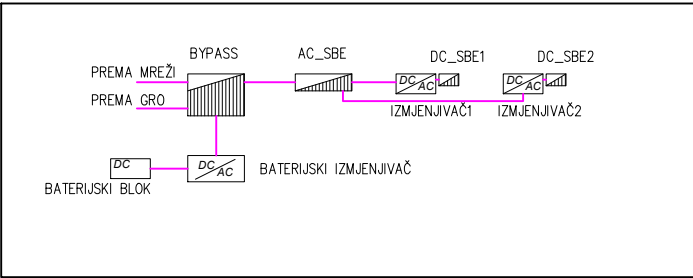 BYPASS
AC_SBE
DC_SBE1
DC_SBE2
PREMA MREŽI
PREMA GRO
DC
AC
DC
AC
IZMJENJIVAČ1
IZMJENJIVAČ2
DC
DC
AC
BATERIJSKI IZMJENJIVAČ
BATERIJSKI BLOK